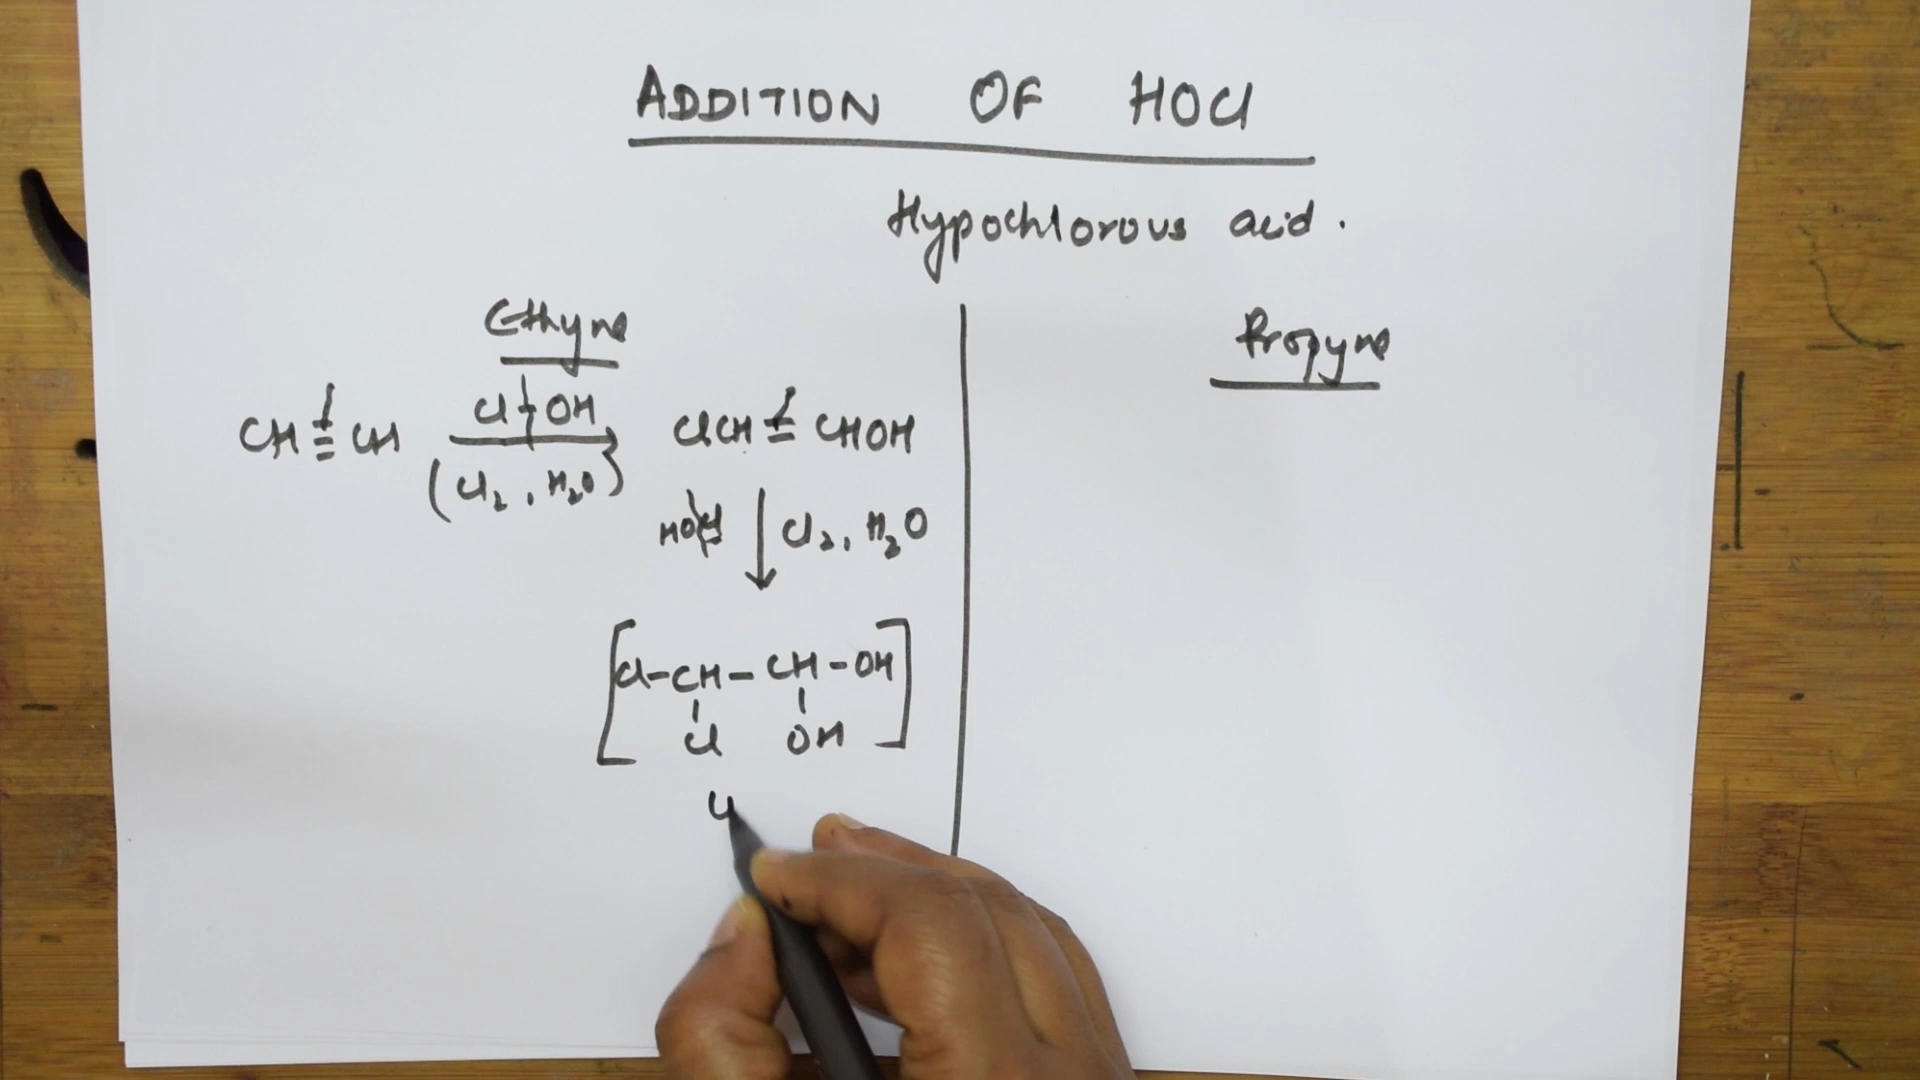 ADDITION OF HOCl
Hypochlorous acid.
Ethyne
CH≡CH
Cl-OH
(Cl2, H2O)
ClCH=CHOH
HOCl
Cl2, H2O
[Cl-CH-CH-OH]
Cl OH
Propyne